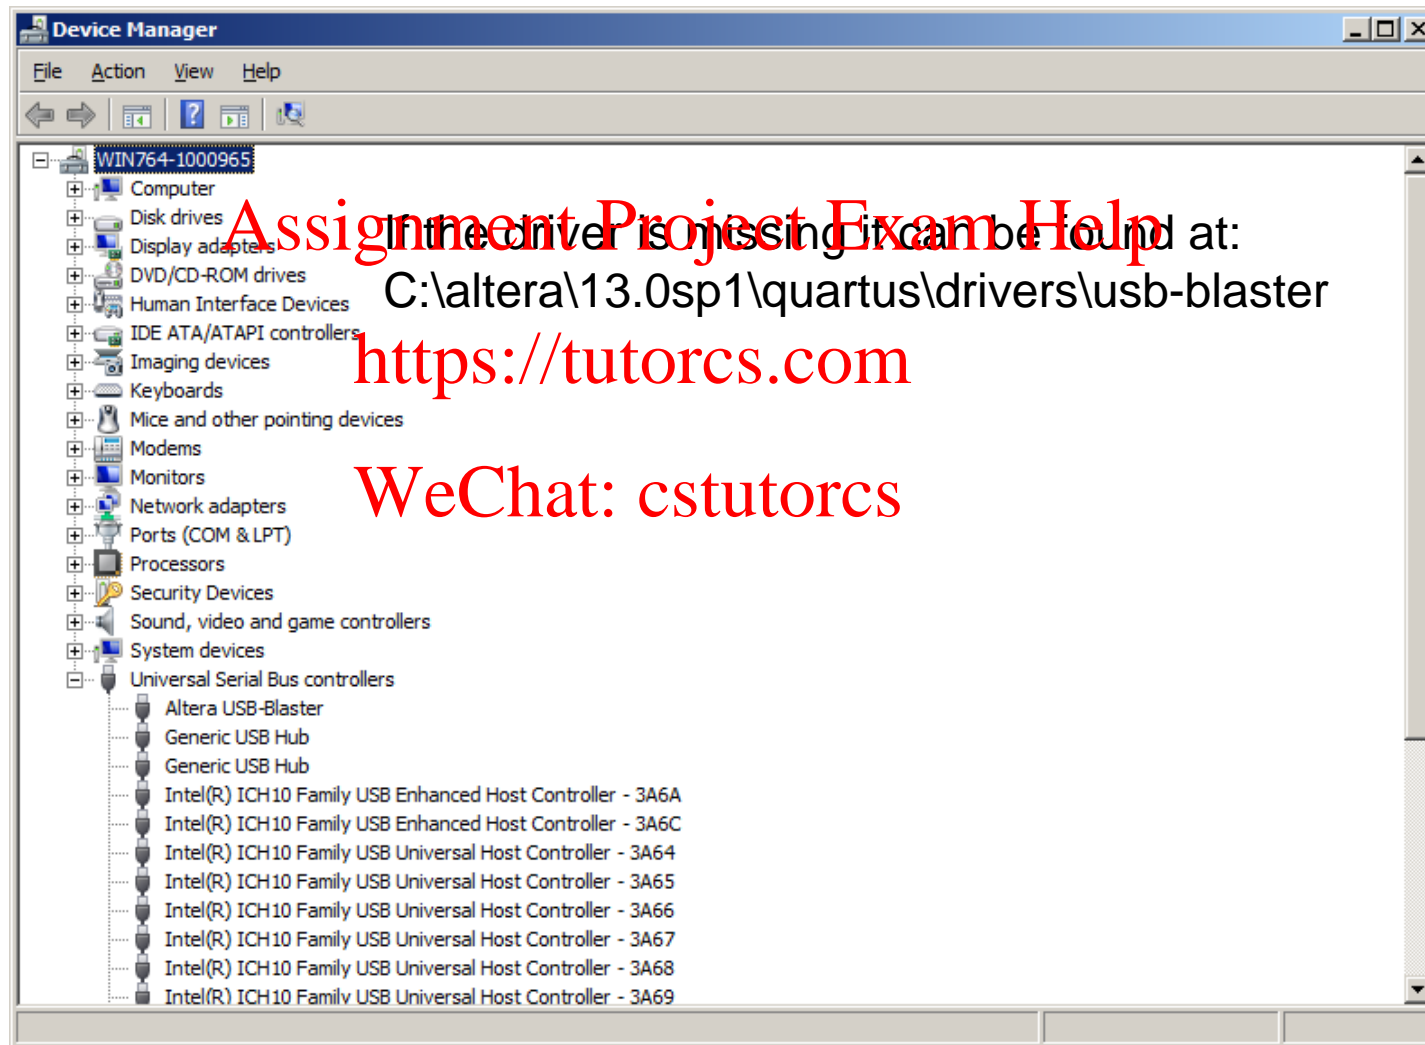 Device Manager
File Action View Help
WIN764-1000965
Computer
Disk drives
Display adapters
DVD/CD-ROM drives
Human Interface Devices
IDE ATA/ATAPI controllers
Imaging devices
Keyboards
Mice and other pointing devices
Modems
Monitors
Network adapters
Ports (COM & LPT)
Processors
Security Devices
Sound, video and game controllers
System devices
Universal Serial Bus controllers
Altera USB-Blaster
Generic USB Hub
Generic USB Hub
Intel(R) ICH10 Family USB Enhanced Host Controller - 3A6A
Intel(R) ICH10 Family USB Enhanced Host Controller - 3A6C
Intel(R) ICH10 Family USB Universal Host Controller - 3A64
Intel(R) ICH10 Family USB Universal Host Controller - 3A65
Intel(R) ICH10 Family USB Universal Host Controller - 3A66
Intel(R) ICH10 Family USB Universal Host Controller - 3A67
Intel(R) ICH10 Family USB Universal Host Controller - 3A68
Intel(R) ICH10 Family USB Universal Host Controller - 3A69
Assignment Project Exam Help
If the driver is missing it can be found at:
C:\altera\13.0sp1\quartus\drivers\usb-blaster
https://tutorcs.com
WeChat: cstutorcs